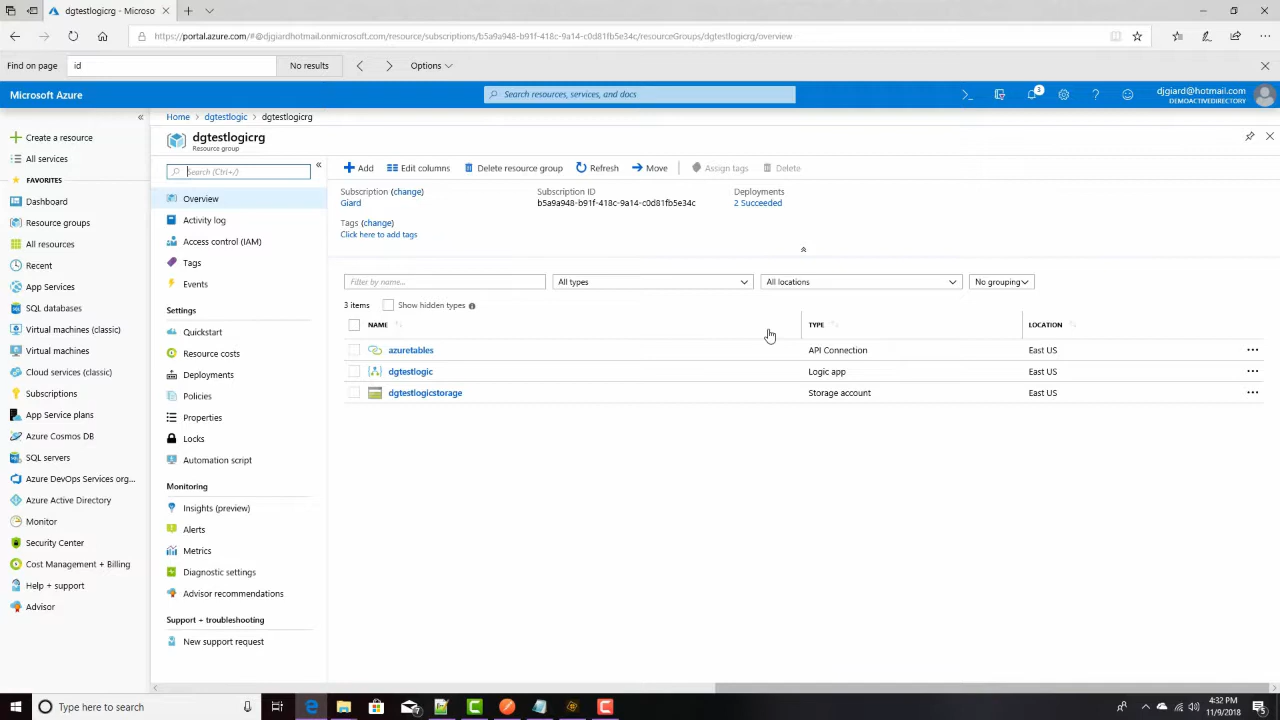 dgtestlogicrg - Microso
https://portal.azure.com/#@djgiardhotmail.onmicrosoft.com/resource/subscriptions/b5a9a948-b91f-418c-9a14-c0d81fb5e34c/resourceGroups/dgtestlogicrg/overview
Find on page
id
No results
Options
Microsoft Azure
Search resources, services, and docs
3
djgiard@hotmail.com
DEMOACTIVEDIRECTORY
Create a resource
All services
FAVORITES
Dashboard
Resource groups
All resources
Recent
App Services
SQL databases
Virtual machines (classic)
Virtual machines
Cloud services (classic)
Subscriptions
App Service plans
Azure Cosmos DB
SQL servers
Azure DevOps Services org...
Azure Active Directory
Monitor
Security Center
Cost Management + Billing
Help + support
Advisor
Home > dgtestlogic > dgtestlogicrg
dgtestlogicrg
Resource group
Search (Ctrl+/)
Overview
Activity log
Access control (IAM)
Tags
Events
Settings
Quickstart
Resource costs
Deployments
Policies
Properties
Locks
Automation script
Monitoring
Insights (preview)
Alerts
Metrics
Diagnostic settings
Advisor recommendations
Support + troubleshooting
New support request
Add
Edit columns
Delete resource group
Refresh
Move
Assign tags
Delete
Subscription (change)
Giard
Subscription ID
b5a9a948-b91f-418c-9a14-c0d81fb5e34c
Deployments
2 Succeeded
Tags (change)
Click here to add tags
Filter by name...
All types
All locations
No grouping
3 items
Show hidden types
NAME
TYPE
LOCATION
azuretables
API Connection
East US
dgtestlogic
Logic app
East US
dgtestlogicstorage
Storage account
East US
Type here to search
4:32 PM
11/9/2018